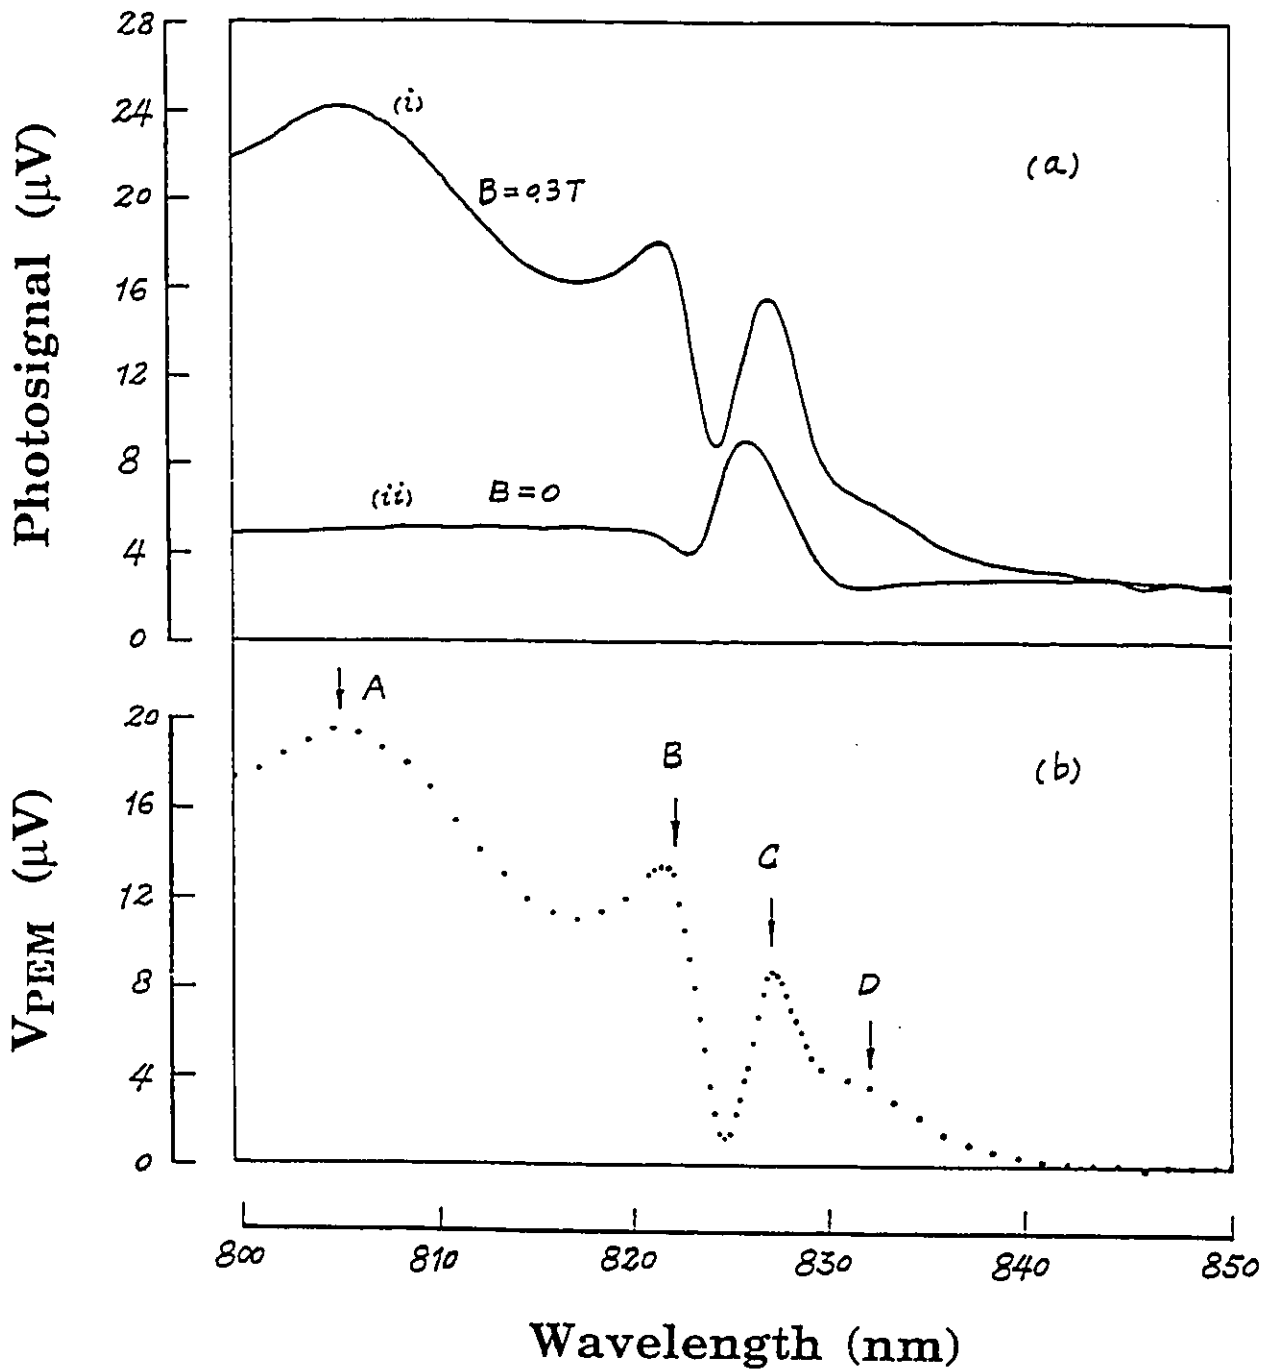 28
24
20
16
12
8
4
0
Photosignal (μV)
(i)
B=0.3T
(a)
(ii)
B=0
20
16
12
8
4
0
VPEM (μV)
A
B
C
D
(b)
800
810
820
830
840
850
Wavelength (nm)